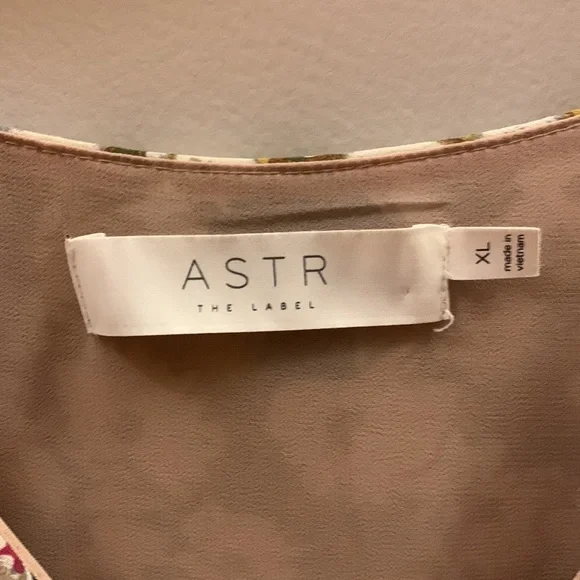 ASTR
THE LABEL
XL
made in
vietnam